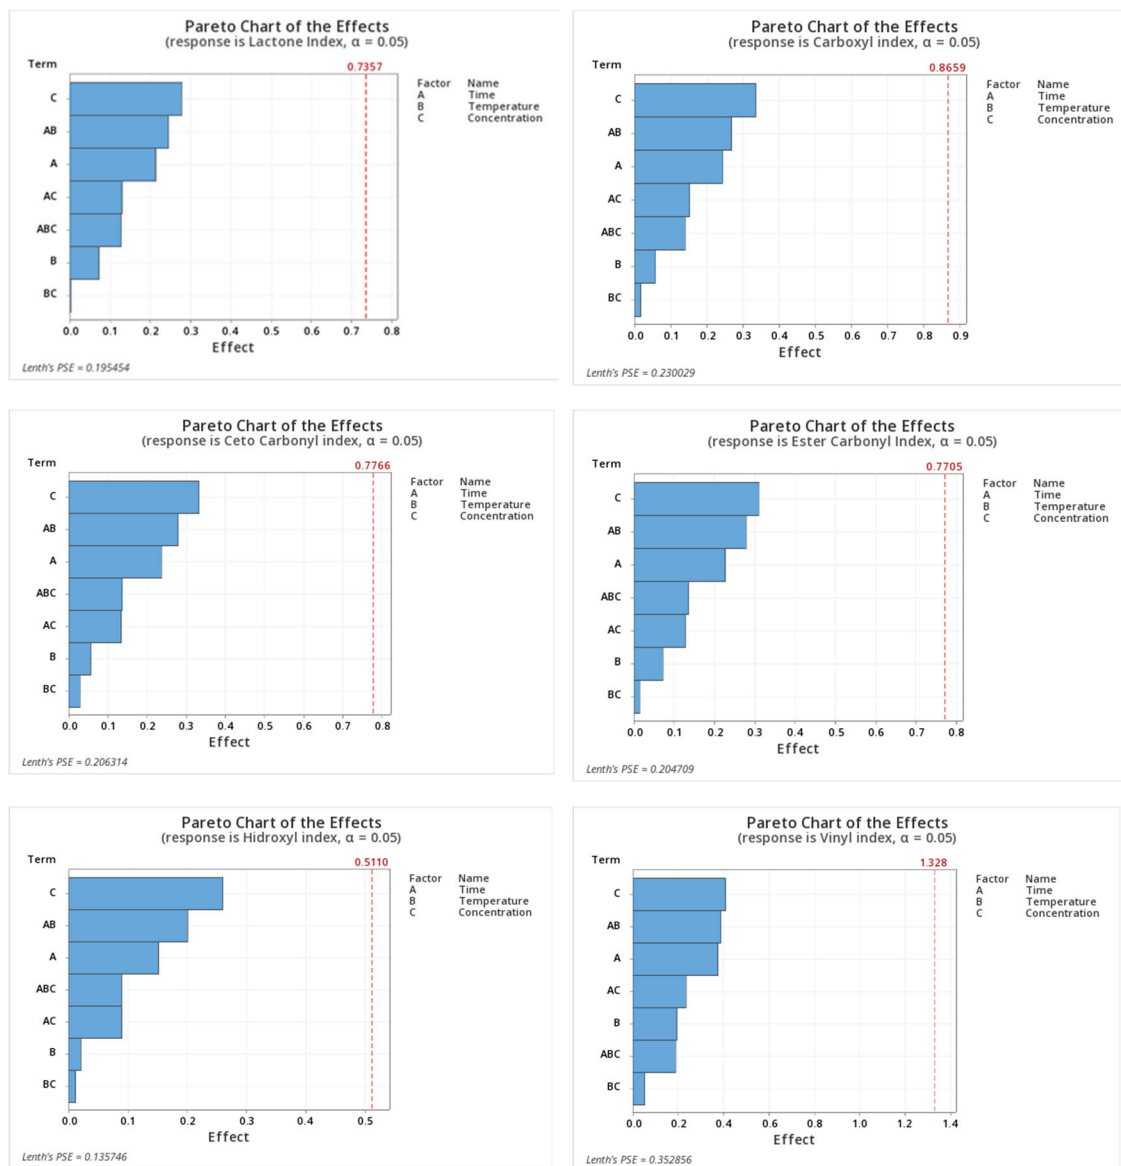 Pareto Chart of the Effects
(response is Lactone Index, α = 0.05)
Term
0.7357
C
AB
A
AC
ABC
B
BC
0.0 0.1 0.2 0.3 0.4 0.5 0.6 0.7 0.8
Effect
Lenth's PSE = 0.195454
Factor Name
A Time
B Temperature
C Concentration
Pareto Chart of the Effects
(response is Carboxyl index, α = 0.05)
Term
0.8659
C
AB
A
AC
ABC
B
BC
0.0 0.1 0.2 0.3 0.4 0.5 0.6 0.7 0.8 0.9
Effect
Lenth's PSE = 0.230029
Factor Name
A Time
B Temperature
C Concentration
Pareto Chart of the Effects
(response is Ceto Carbonyl index, α = 0.05)
Term
0.7766
C
AB
A
ABC
AC
B
BC
0.0 0.1 0.2 0.3 0.4 0.5 0.6 0.7 0.8
Effect
Lenth's PSE = 0.206314
Factor Name
A Time
B Temperature
C Concentration
Pareto Chart of the Effects
(response is Ester Carbonyl Index, α = 0.05)
Term
0.7705
C
AB
A
ABC
AC
B
BC
0.0 0.1 0.2 0.3 0.4 0.5 0.6 0.7 0.8
Effect
Lenth's PSE = 0.204709
Factor Name
A Time
B Temperature
C Concentration
Pareto Chart of the Effects
(response is Hidroxyl index, α = 0.05)
Term
0.5110
C
AB
A
ABC
AC
B
BC
0.0 0.1 0.2 0.3 0.4 0.5
Effect
Lenth's PSE = 0.135746
Factor Name
A Time
B Temperature
C Concentration
Pareto Chart of the Effects
(response is Vinyl index, α = 0.05)
Term
1.328
C
AB
A
AC
B
ABC
BC
0.0 0.2 0.4 0.6 0.8 1.0 1.2 1.4
Effect
Lenth's PSE = 0.352856
Factor Name
A Time
B Temperature
C Concentration